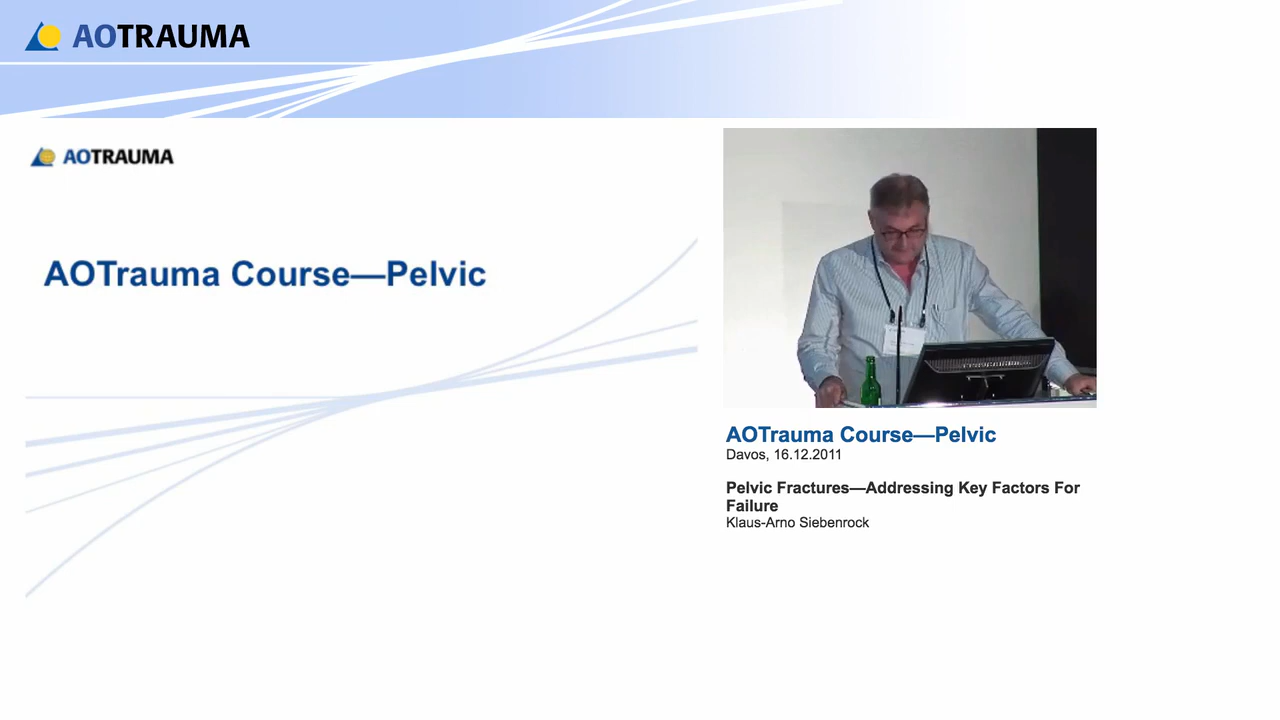 AOTRAUMA
AOTRAUMA
AOTrauma Course—Pelvic
AOTrauma Course—Pelvic
Davos, 16.12.2011
Pelvic Fractures—Addressing Key Factors For
Failure
Klaus-Arno Siebenrock